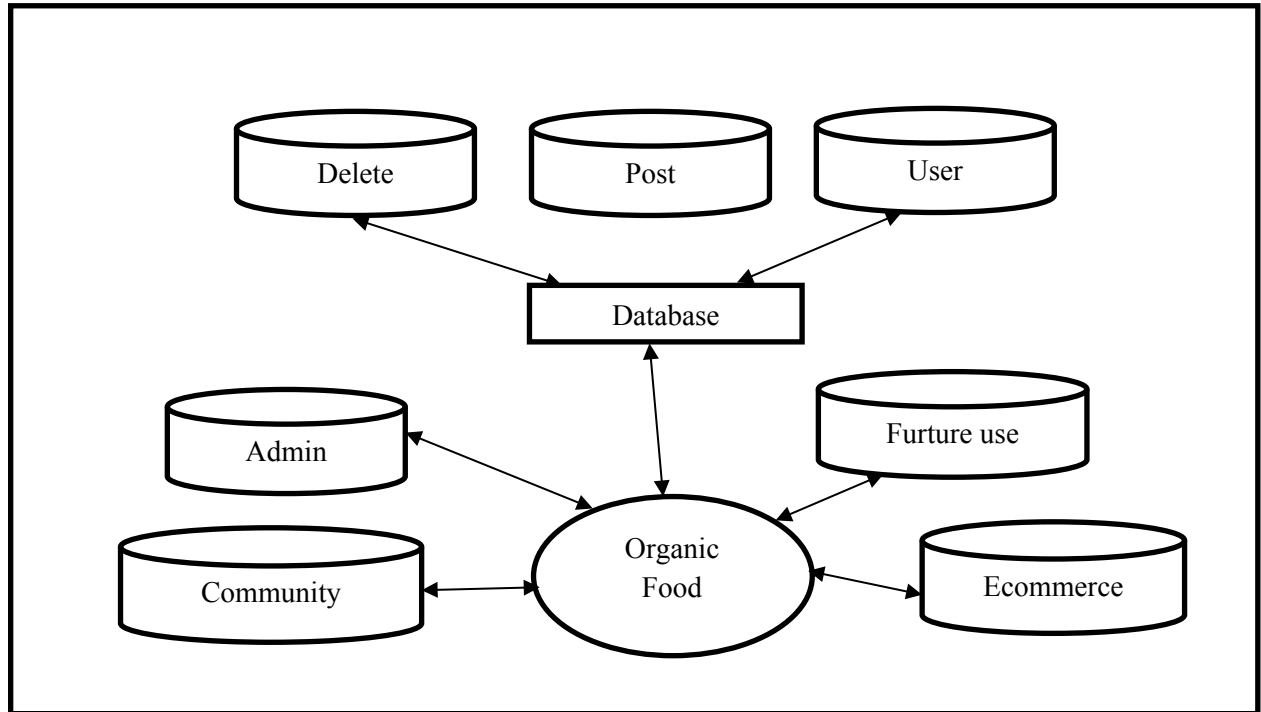 Delete
Post
User
Database
Admin
Furture use
Organic
Food
Community
Ecommerce